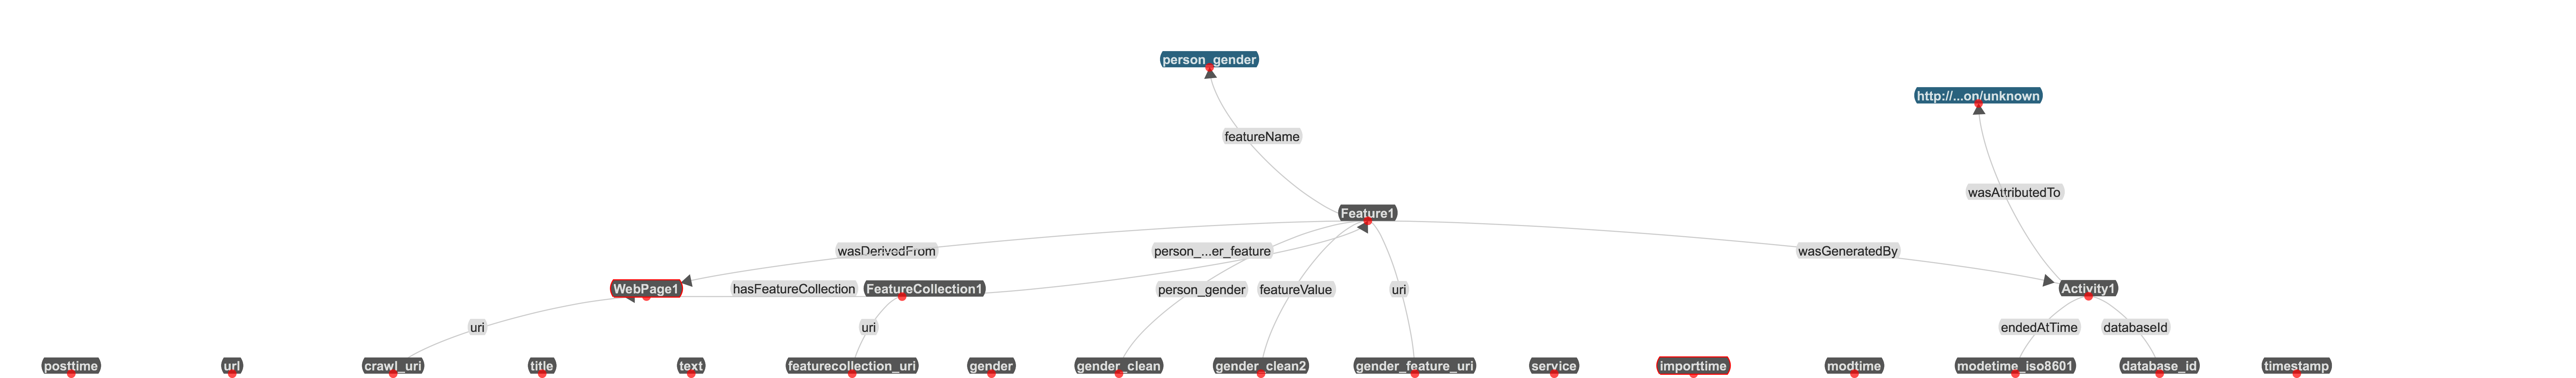 person_gender
http://...on/unknown
featureName
wasAttributedTo
Feature1
wasDerivedFrom
person_...er_feature
wasGeneratedBy
WebPage1
hasFeatureCollection
FeatureCollection1
person_gender
featureValue
uri
Activity1
uri
uri
endedAtTime
databaseId
posttime
url
crawl_uri
title
text
featurecollection_uri
gender
gender_clean
gender_clean2
gender_feature_uri
service
importtime
modtime
modetime_iso8601
database_id
timestamp